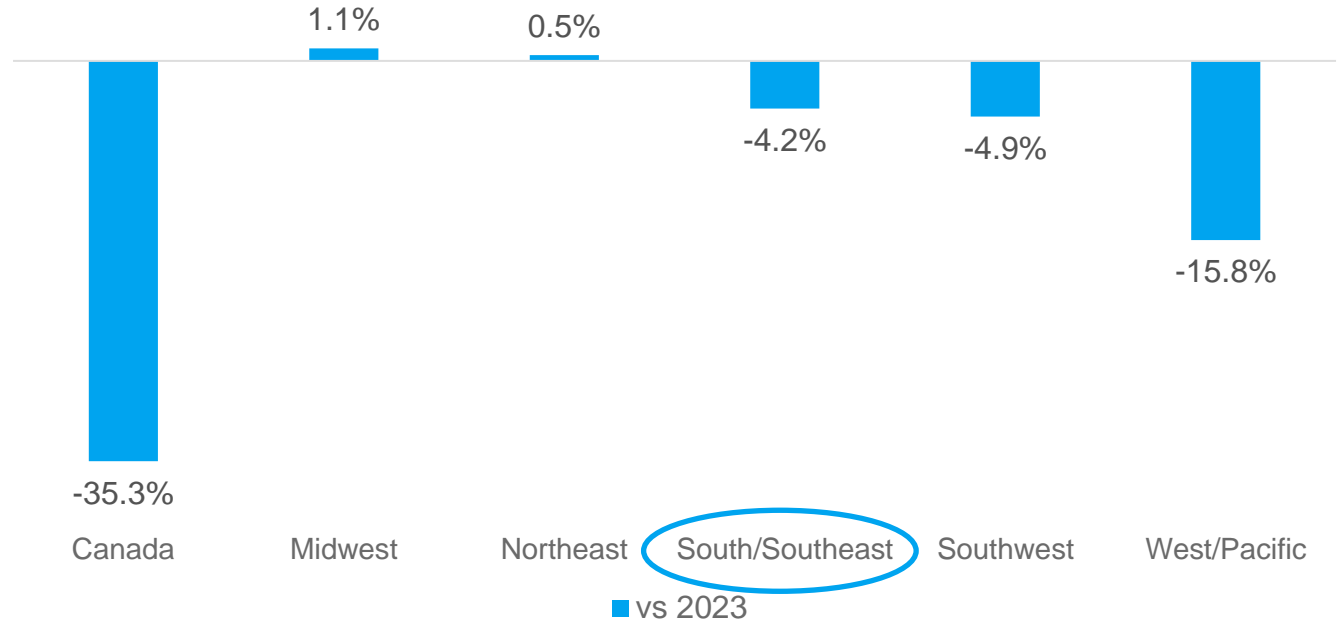 1.1%
0.5%
-4.2%
-4.9%
-15.8%
-35.3%
Canada
Midwest
Northeast
South/Southeast
Southwest
West/Pacific
vs 2023